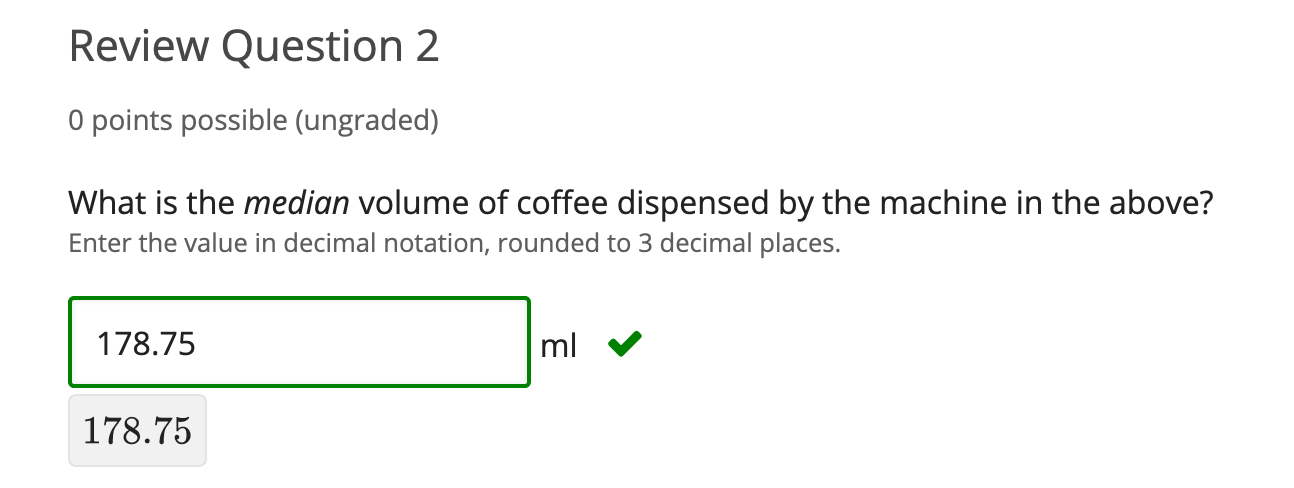 Review Question 2
0 points possible (ungraded)
What is the median volume of coffee dispensed by the machine in the above?
Enter the value in decimal notation, rounded to 3 decimal places.
178.75 ml
178.75